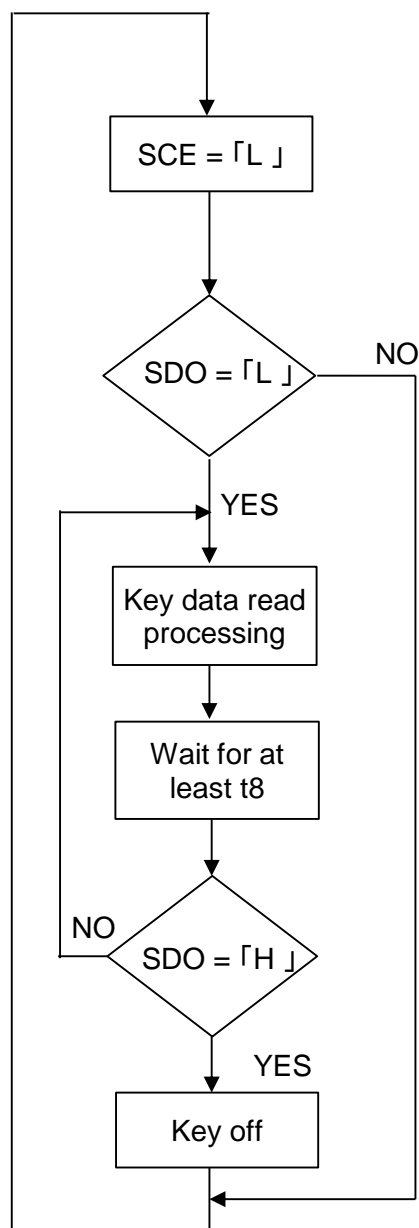 SCE = ｢L ｣
SDO = ｢L ｣
NO
YES
Key data read
processing
Wait for at
least t8
NO
SDO = ｢H ｣
YES
Key off